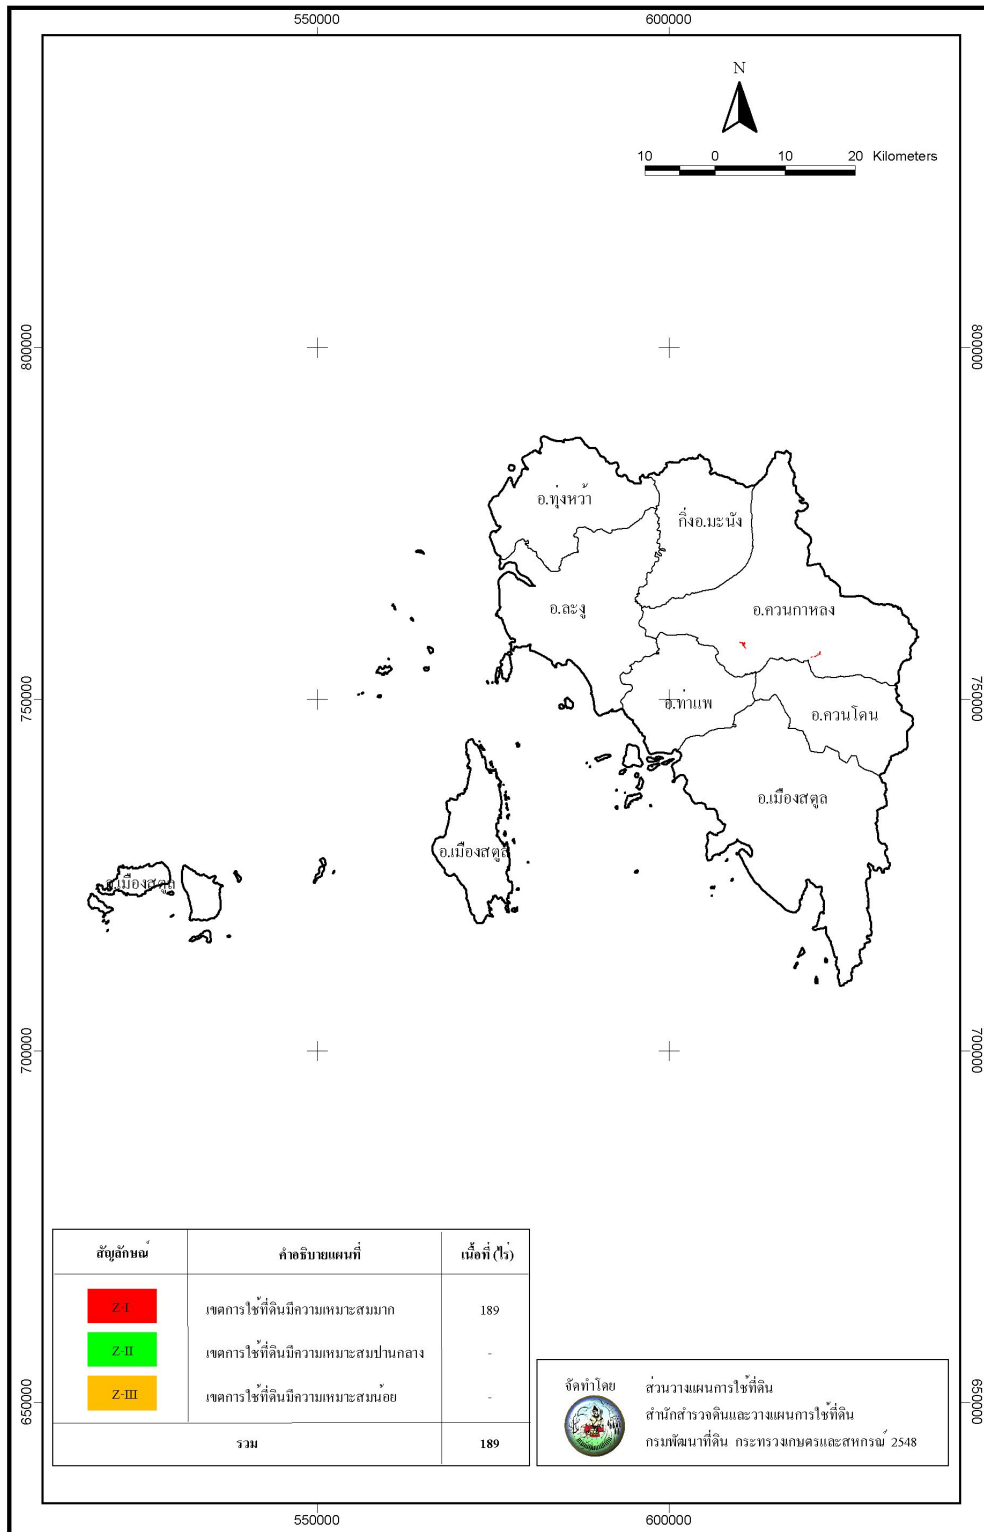 550000 600000
N
10 0 10 20 Kilometers
800000 800000
อ.ทุ่งหว้า
กิ่งอ.มะนัง
อ.ละงู
อ.ควนกาหลง
750000 750000
อ.ท่าแพ
อ.ควนโดน
อ.เมืองสตูล
อ.เมืองสตูล
อ.เมืองสตูล
700000 700000
สัญลักษณ์ คำอธิบายแผนที่ เนื้อที่ (ไร่)
Z-I เขตการใช้ที่ดินมีความเหมาะสมมาก 189
Z-II เขตการใช้ที่ดินมีความเหมาะสมปานกลาง -
Z-III เขตการใช้ที่ดินมีความเหมาะสมน้อย -
รวม 189
650000 650000
จัดทำโดย ส่วนวางแผนการใช้ที่ดิน
สำนักสำรวจดินและวางแผนการใช้ที่ดิน
กรมพัฒนาที่ดิน กระทรวงเกษตรและสหกรณ์ 2548
550000 600000